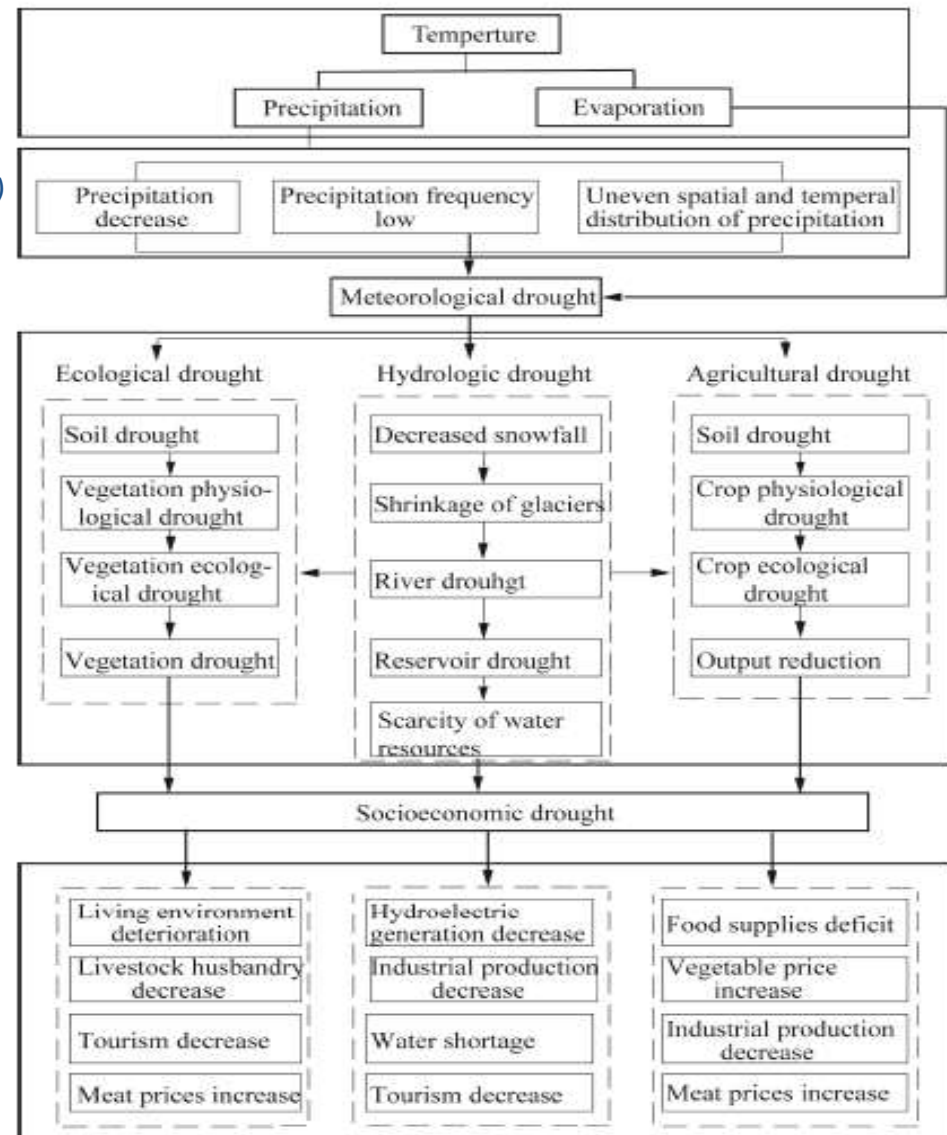 Temperture
Precipitation
Evaporation
)
Precipitation
decrease
Precipitation frequency
low
Uneven spatial and temperal
distribution of precipitation
Meteorological drought
Ecological drought
Hydrologic drought
Agricultural drought
Soil drought
Vegetation physio-
logical drought
Vegetation ecolog-
ical drought
Vegetation drought
Decreased snowfall
Shrinkage of glaciers
River drouhgt
Reservoir drought
Scarcity of water
resources
Soil drought
Crop physiological
drought
Crop ecological
drought
Output reduction
Socioeconomic drought
Living environment
deterioration
Livestock husbandry
decrease
Tourism decrease
Meat prices increase
Hydroelectric
generation decrease
Industrial production
decrease
Water shortage
Tourism decrease
Food supplies deficit
Vegetable price
increase
Industrial production
decrease
Meat prices increase